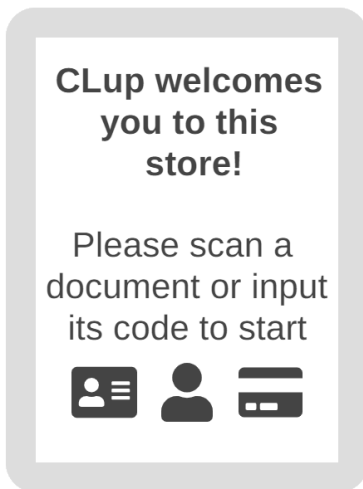 CLup welcomes
you to this
store!
Please scan a
document or input
its code to start